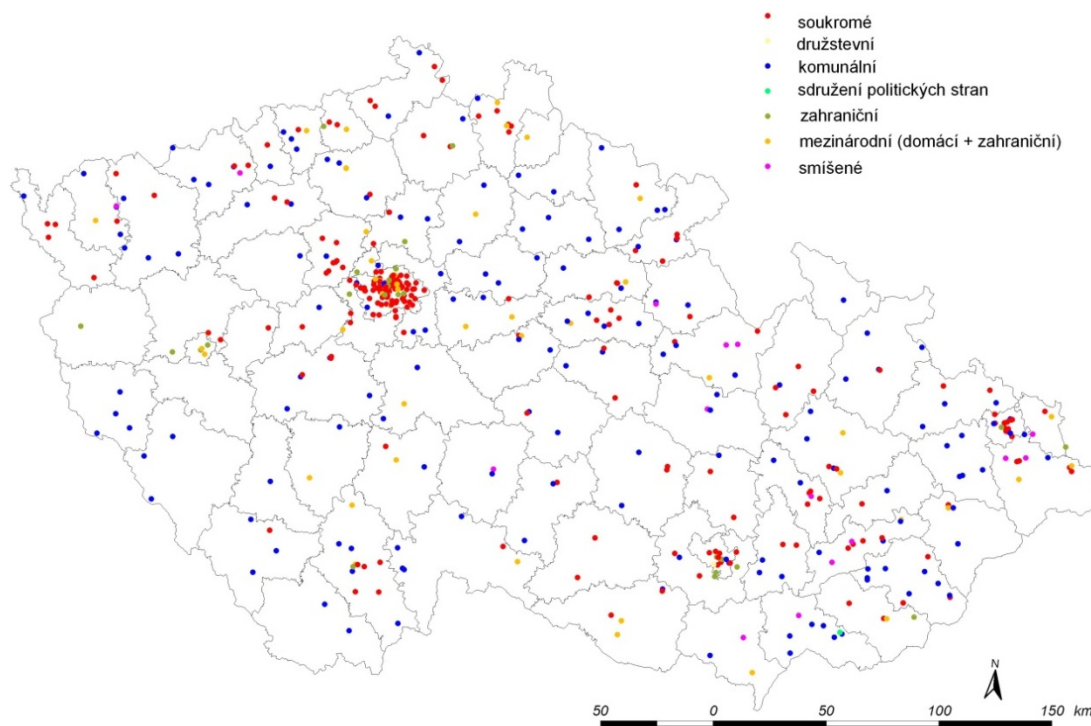 soukromé
družstevní
komunální
sdružení politických stran
zahraniční
mezinárodní (domácí + zahraniční)
smíšené
N
50 0 50 100 150 km